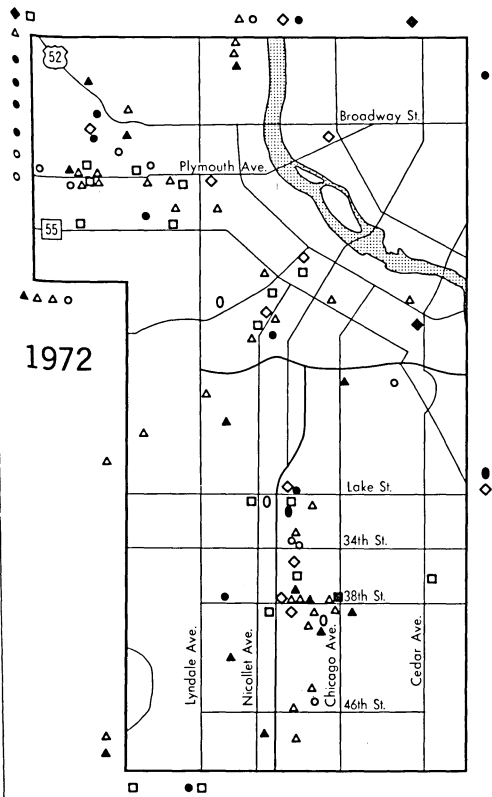 52
Broadway St.
Plymouth Ave.
55
1972
Lake St.
34th St.
38th St.
Lyndale Ave.
Nicollet Ave.
Chicago Ave.
Cedar Ave.
46th St.